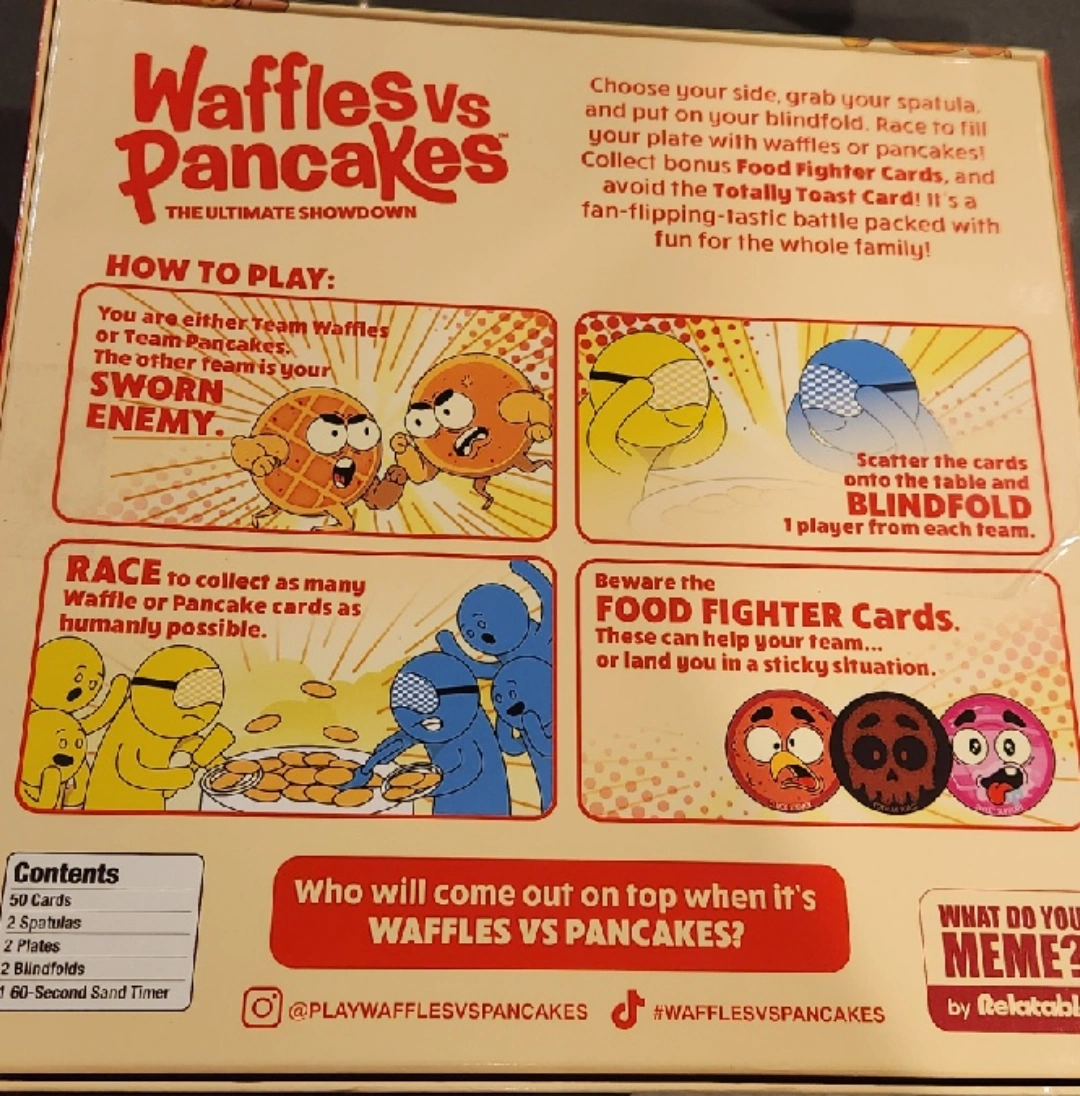 Waffles vs
Pancakes™
THE ULTIMATE SHOWDOWN
Choose your side, grab your spatula,
and put on your blindfold. Race to fill
your plate with waffles or pancakes!
Collect bonus Food Fighter Cards, and
avoid the Totally Toast Card! It's a
fan-flipping-tastic battle packed with
fun for the whole family!
HOW TO PLAY:
You are either Team Waffles
or Team Pancakes.
The other team is your
SWORN
ENEMY.
Scatter the cards
onto the table and
BLINDFOLD
1 player from each team.
RACE to collect as many
Waffle or Pancake cards as
humanly possible.
Beware the
FOOD FIGHTER Cards.
These can help your team...
or land you in a sticky situation.
Contents
50 Cards
2 Spatulas
2 Plates
2 Blindfolds
1 60-Second Sand Timer
Who will come out on top when it's
WAFFLES VS PANCAKES?
@PLAYWAFFLESVSPANCAKES
#WAFFLESVSPANCAKES
WHAT DO YOU
MEME?
by Relatabl